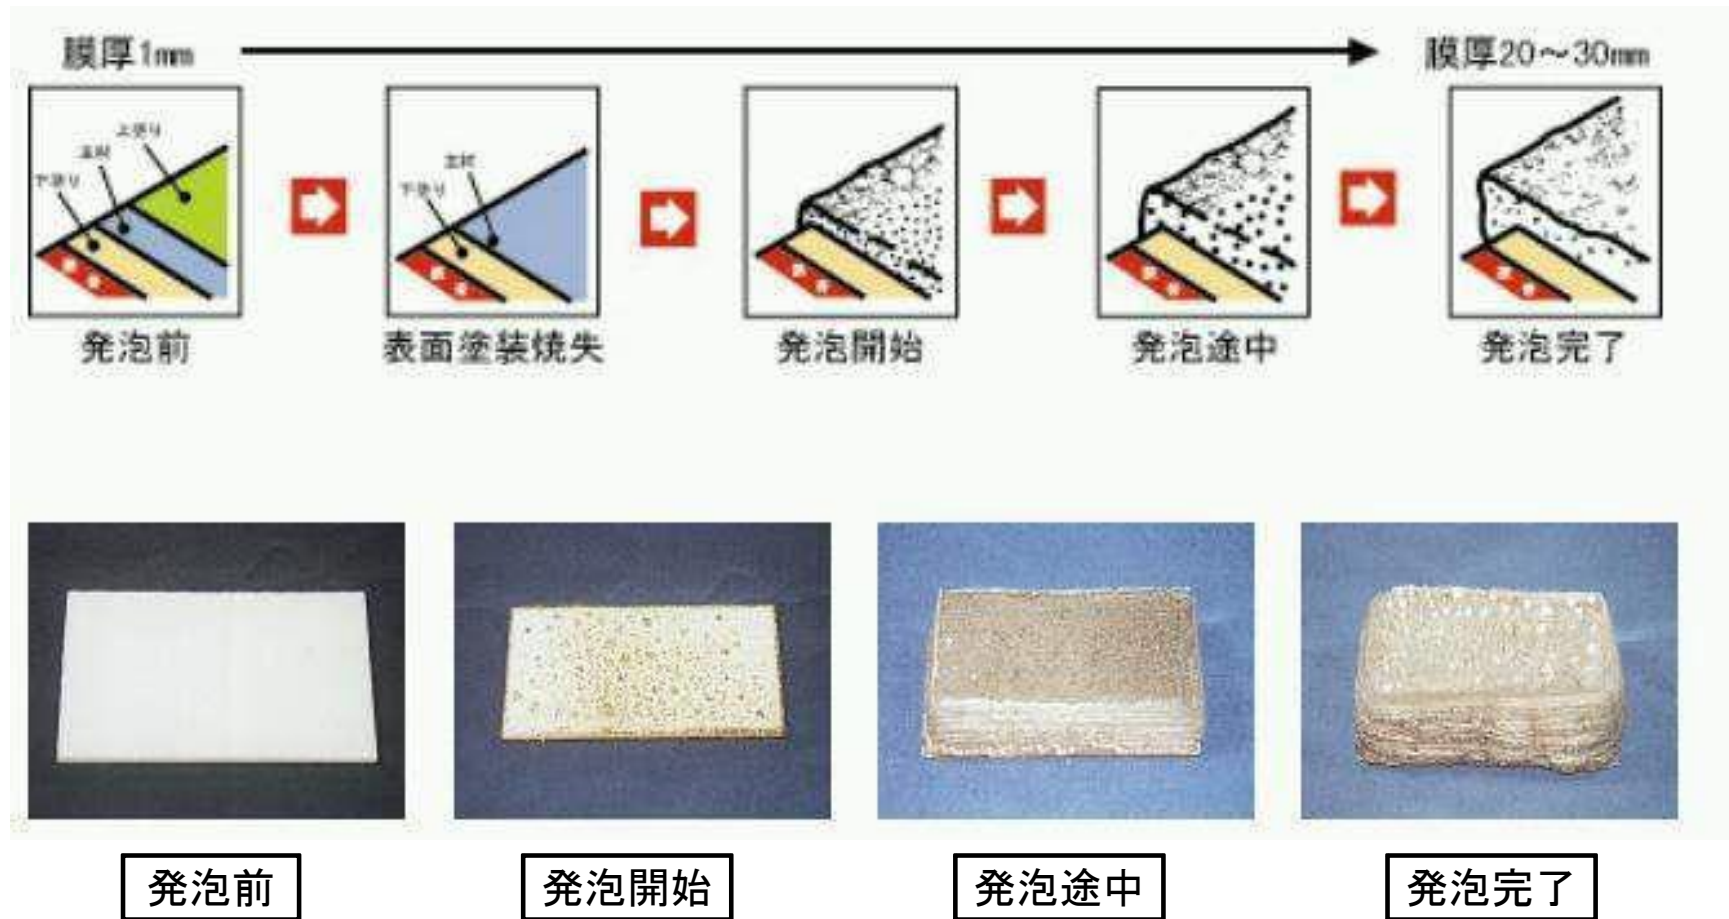 膜厚1mm
膜厚20～30mm
上塗り
主材
下塗り
主材
下塗り
発泡前
表面塗装焼失
発泡開始
発泡途中
発泡完了
発泡前
発泡開始
発泡途中
発泡完了